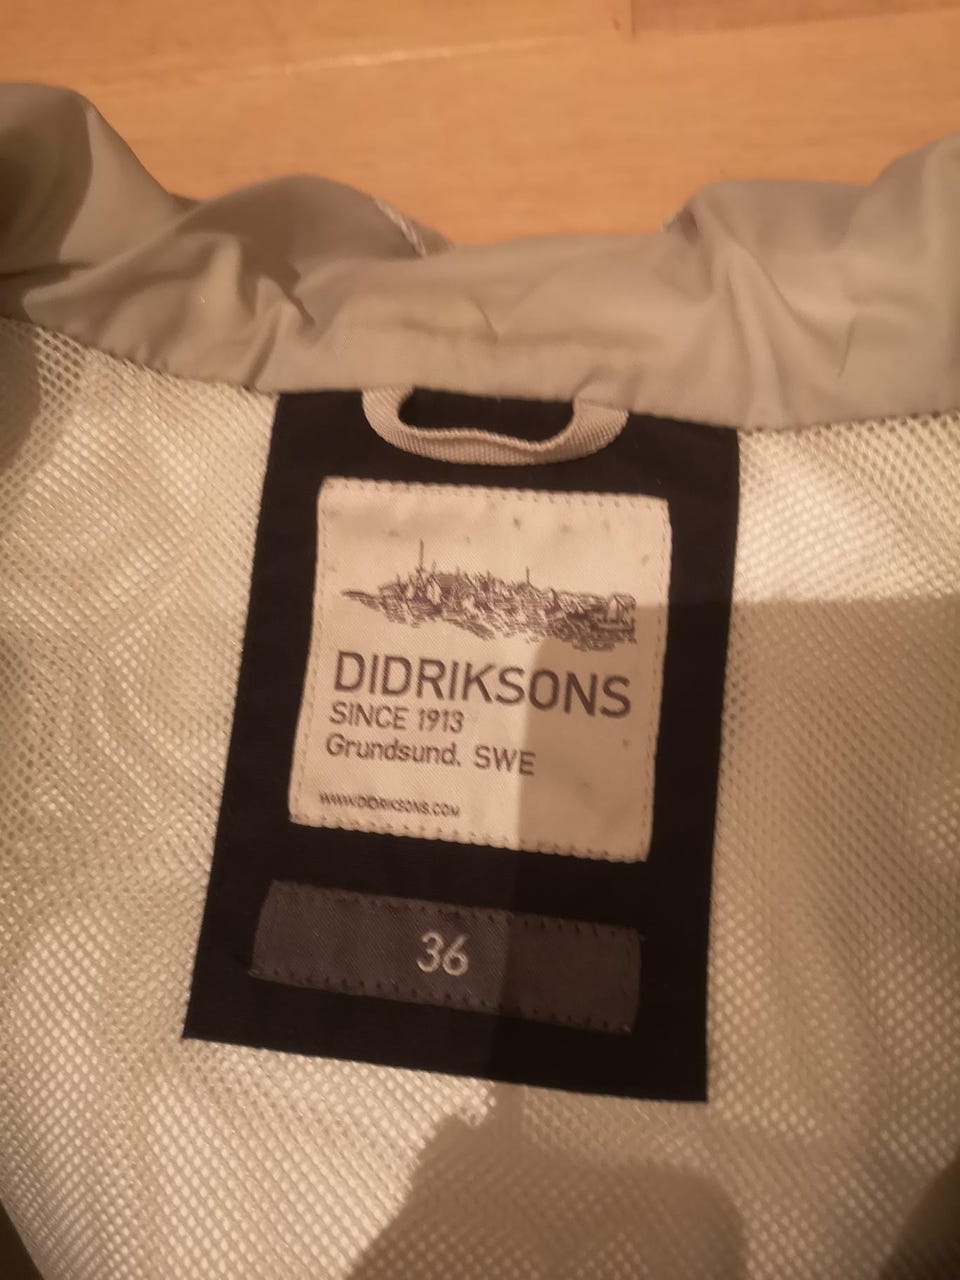 DIDRIKSONS
SINCE 1913
Grundsund. SWE
WWW.DIDRIKSONS.COM
36